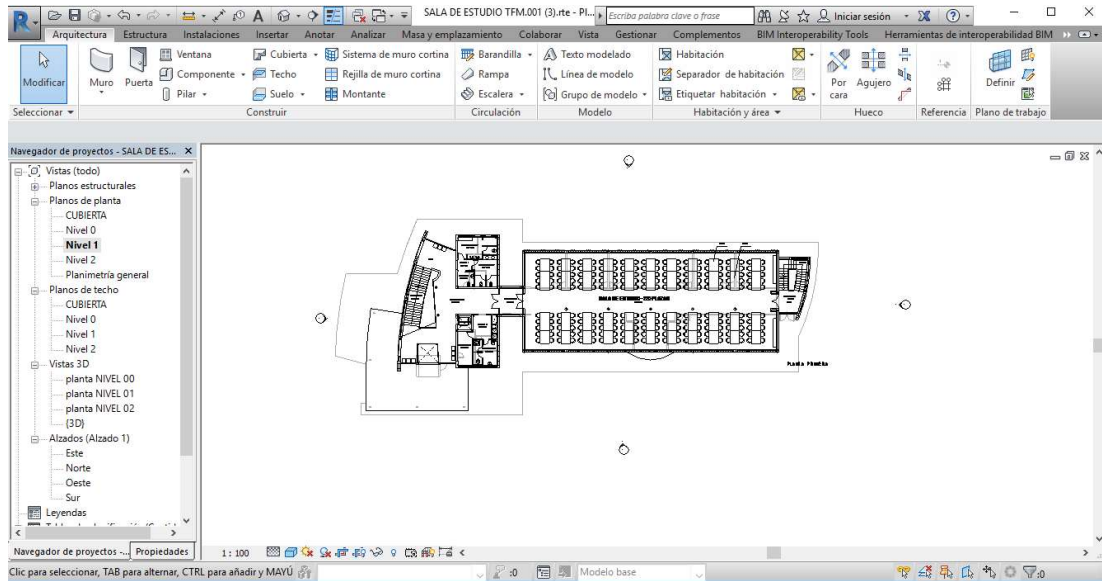 SALA DE ESTUDIO TFM.001 (3).rte - Pl...
Escriba palabra clave o frase
Iniciar sesión
Arquitectura Estructura Instalaciones Insertar Anotar Analizar Masa y emplazamiento Colaborar Vista Gestionar Complementos BIM Interoperability Tools Herramientas de interoperabilidad BIM
Modificar
Muro
Puerta
Ventana
Componente
Pilar
Cubierta
Techo
Suelo
Sistema de muro cortina
Rejilla de muro cortina
Montante
Barandilla
Rampa
Escalera
Texto modelado
Línea de modelo
Grupo de modelo
Habitación
Separador de habitación
Etiquetar habitación
Por cara
Agujero
Definir
Seleccionar Construir Circulación Modelo Habitación y área Hueco Referencia Plano de trabajo
Navegador de proyectos - SALA DE ES...
Vistas (todo)
Planos estructurales
Planos de planta
CUBIERTA
Nivel 0
Nivel 1
Nivel 2
Planimetría general
Planos de techo
CUBIERTA
Nivel 0
Nivel 1
Nivel 2
Vistas 3D
planta NIVEL 00
planta NIVEL 01
planta NIVEL 02
{3D}
Alzados (Alzado 1)
Este
Norte
Oeste
Sur
Leyendas
SALA DE ESTUDIO-220 PLAZAS
Planta Primera
Navegador de proyectos -... Propiedades
1 : 100
Clic para seleccionar, TAB para alternar, CTRL para añadir y MAYÚ
:0
Modelo base
:0